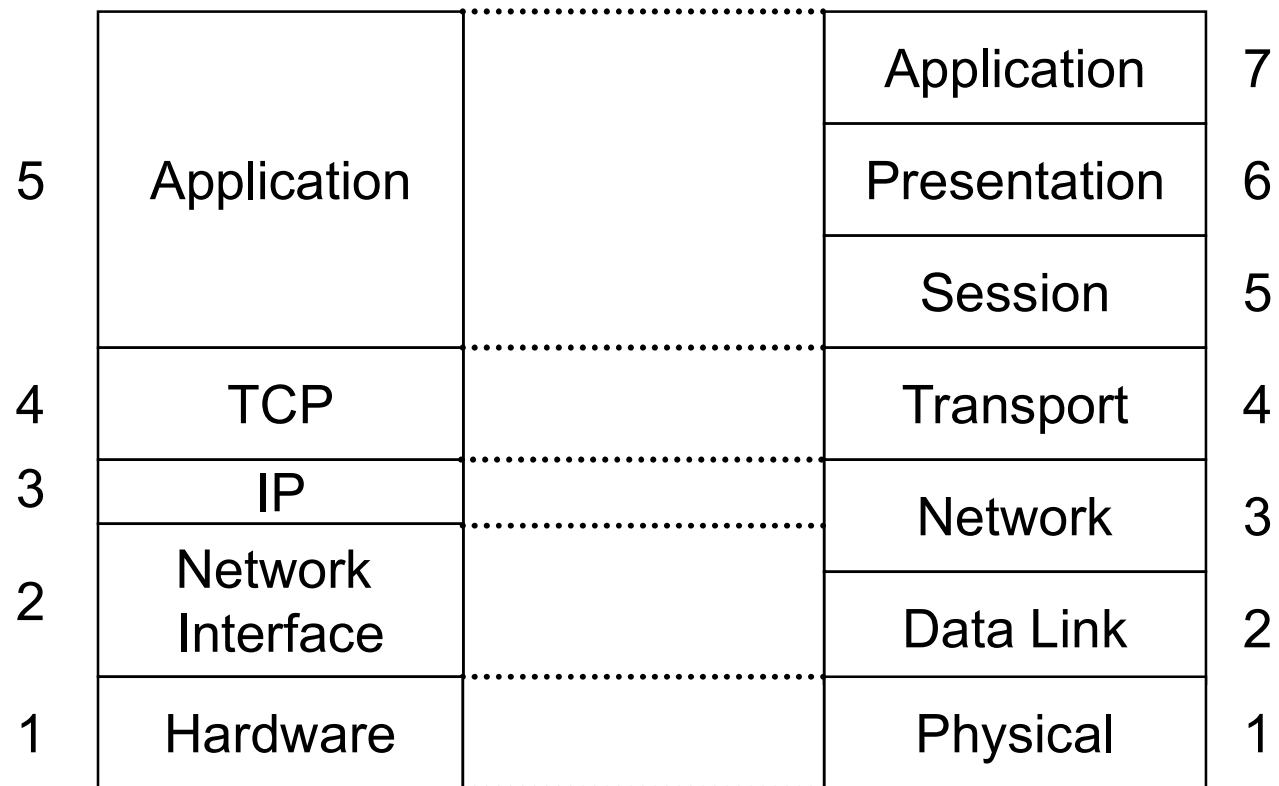 5 Application
4 TCP
3 IP
2 Network
Interface
1 Hardware
Application 7
Presentation 6
Session 5
Transport 4
Network 3
Data Link 2
Physical 1